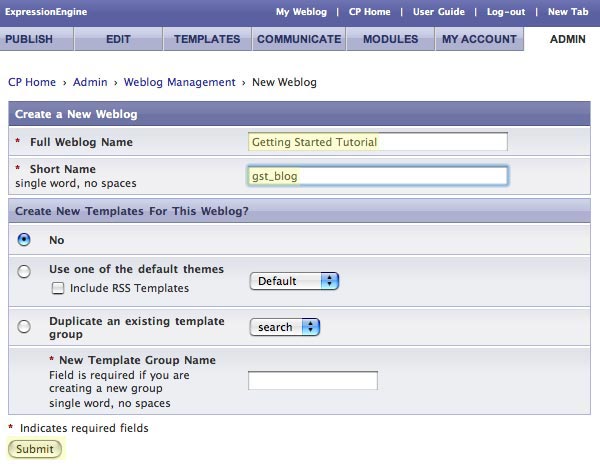 ExpressionEngine
My Weblog | CP Home | User Guide | Log-out | New Tab
PUBLISH EDIT TEMPLATES COMMUNICATE MODULES MY ACCOUNT ADMIN
CP Home › Admin › Weblog Management › New Weblog
Create a New Weblog
* Full Weblog Name
Getting Started Tutorial
* Short Name
single word, no spaces
gst_blog
Create New Templates For This Weblog?
No
Use one of the default themes
Include RSS Templates
Default
Duplicate an existing template
group
search
* New Template Group Name
Field is required if you are
creating a new group
single word, no spaces
* Indicates required fields
Submit